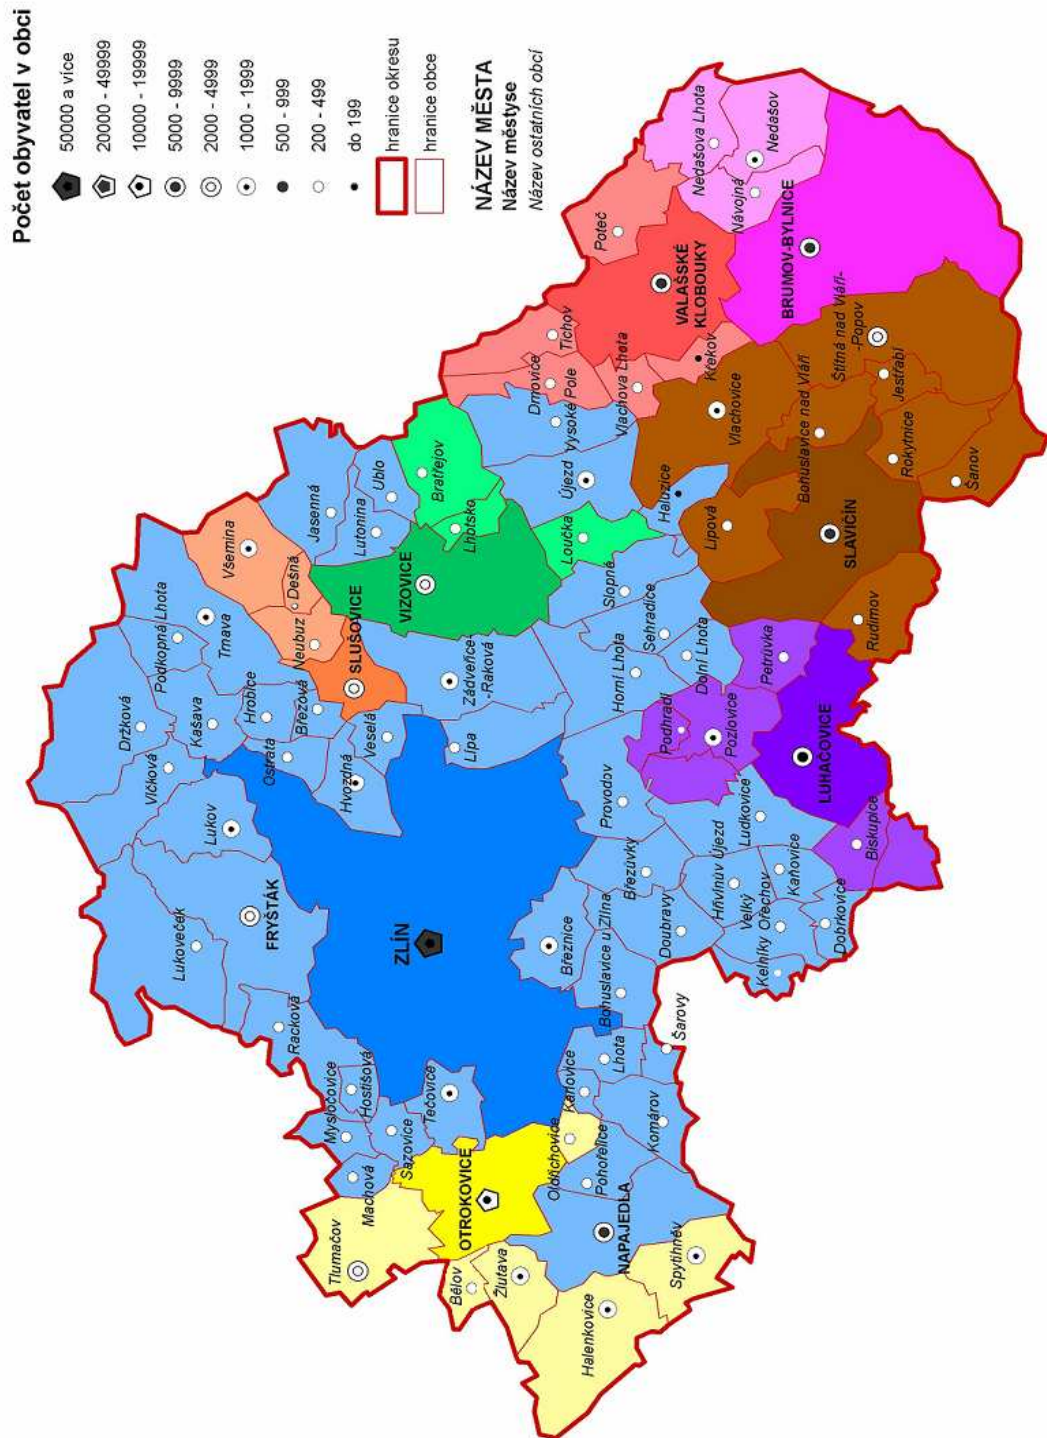 Počet obyvatel v obci
50000 a více
20000 - 49999
10000 - 19999
5000 - 9999
2000 - 4999
1000 - 1999
500 - 999
200 - 499
do 199
hranice okresu
hranice obce
NÁZEV MĚSTA
Název městyse
Název ostatních obcí
Držková
Podkopná Lhota
Vlčková
Kašava
Trnava
Všemina
Lukoveček
Lukov
Hrobice
Dešná
Neubuz
Jasenná
Ostrata
Březová
Racková
FRYŠTÁK
SLUŠOVICE
Lutonina
Ublo
Hvozdná
Veselá
Bratřejov
Mysločovice
Hostišová
Machová
Sazovice
Tečovice
ZLÍN
Lípa
Zádveřice-
-Raková
VIZOVICE
Lhotsko
Tlumačov
OTROKOVICE
Bělov
Žlutava
Oldřichovice
Karlovice
Pohořelice
NAPAJEDLA
Halenkovice
Spytihněv
Komárov
Lhota
Šarovy
Bohuslavice u Zlína
Březnice
Březůvky
Doubravy
Provodov
Horní Lhota
Sehradice
Slopné
Loučka
Dolní Lhota
Haluzice
Újezd
Vysoké Pole
Drnovice
Tichov
Vlachova Lhota
Křekov
Poteč
VALAŠSKÉ
KLOBOUKY
Nedašova Lhota
Nedašov
Návojná
BRUMOV-BYLNICE
Vlachovice
Štítná nad Vláří-
-Popov
Jestřabí
Bohuslavice nad Vláří
Rokytnice
Šanov
Lipová
SLAVIČÍN
Rudimov
Petrůvka
Podhradí
Pozlovice
LUHAČOVICE
Biskupice
Ludkovice
Hřivínův Újezd
Kaňovice
Velký
Ořechov
Kelníky
Dobrkovice